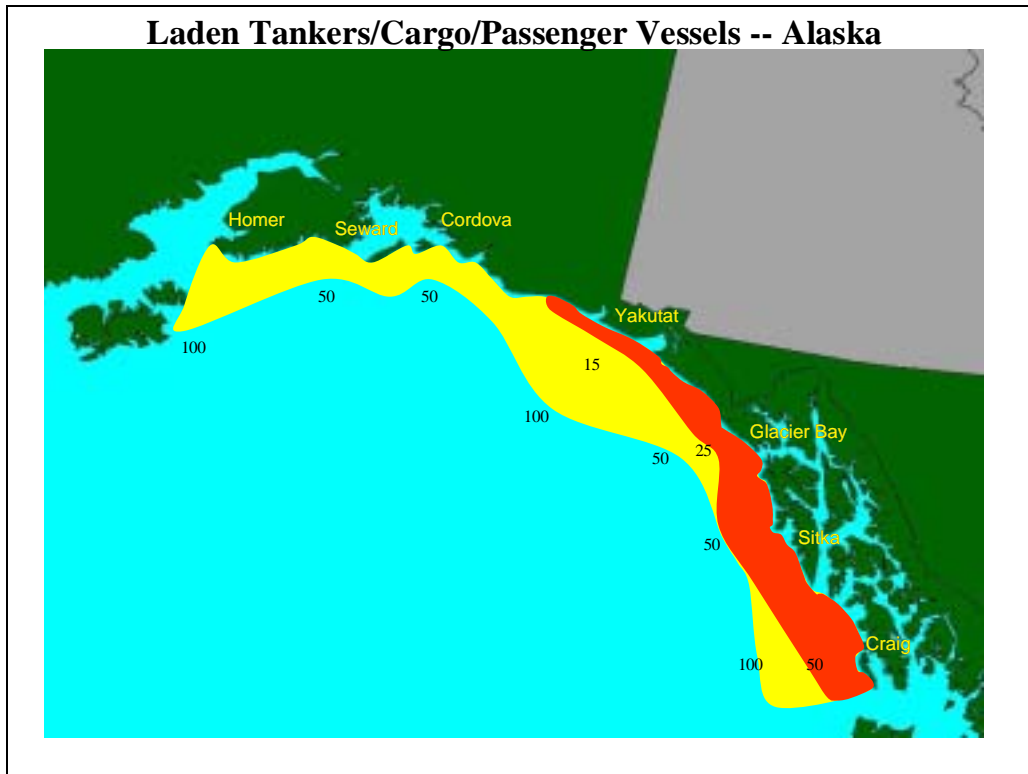 Laden Tankers/Cargo/Passenger Vessels -- Alaska
Homer
Seward
Cordova
50
50
Yakutat
100
15
100
Glacier Bay
25
50
Sitka
50
Craig
100
50